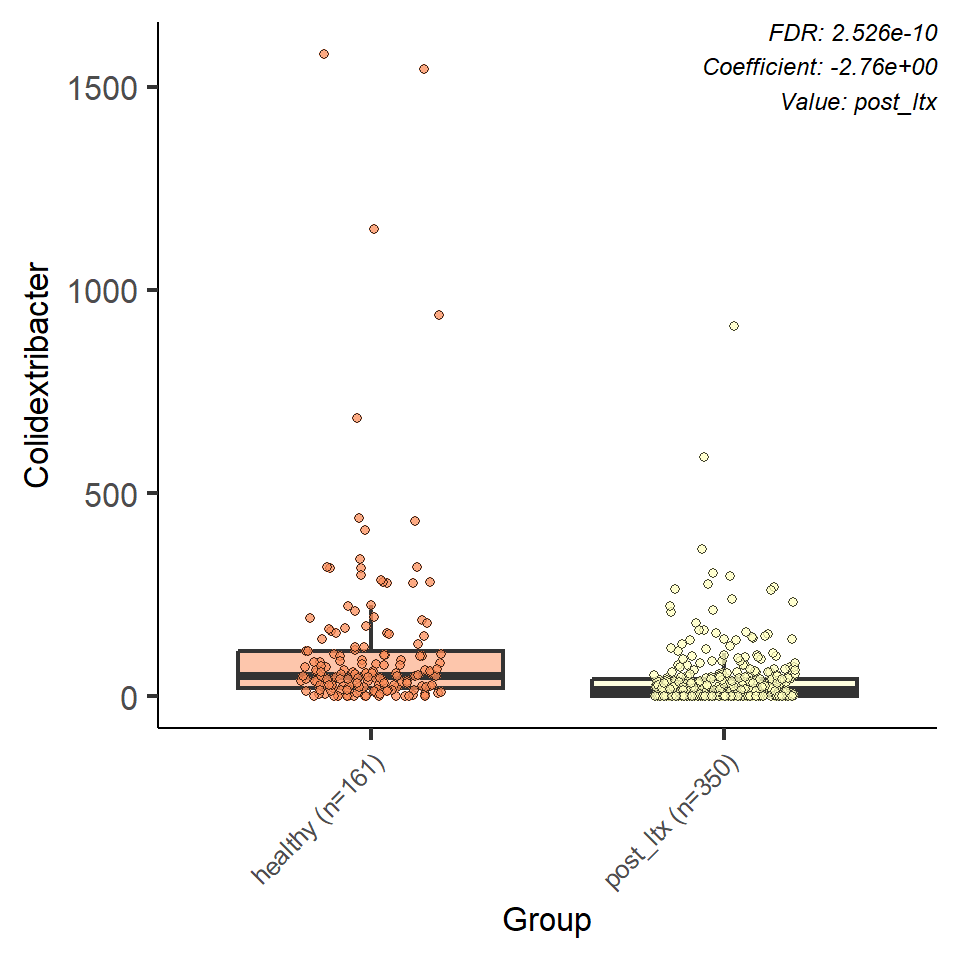 FDR: 2.526e-10
Coefficient: -2.76e+00
Value: post_ltx
1500
1000
500
0
Colidextribacter
healthy (n=161)
post_ltx (n=350)
Group